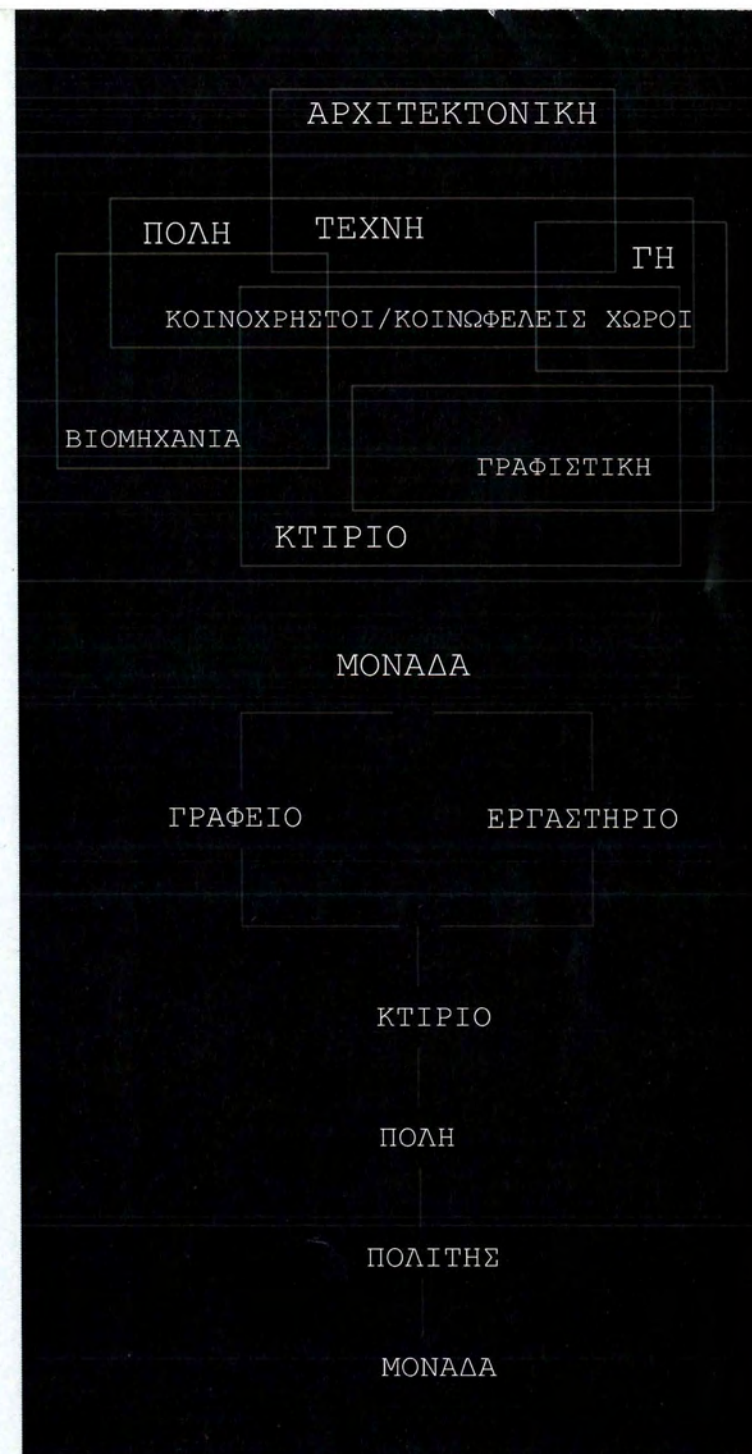 ΑΡΧΙΤΕΚΤΟΝΙΚΗ
ΠΟΛΗ ΤΕΧΝΗ
ΓΗ
ΚΟΙΝΟΧΡΗΣΤΟΙ/ΚΟΙΝΩΦΕΛΕΙΣ ΧΩΡΟΙ
ΒΙΟΜΗΧΑΝΙΑ
ΓΡΑΦΙΣΤΙΚΗ
ΚΤΙΡΙΟ
ΜΟΝΑΔΑ
ΓΡΑΦΕΙΟ ΕΡΓΑΣΤΗΡΙΟ
ΚΤΙΡΙΟ
ΠΟΛΗ
ΠΟΛΙΤΗΣ
ΜΟΝΑΔΑ